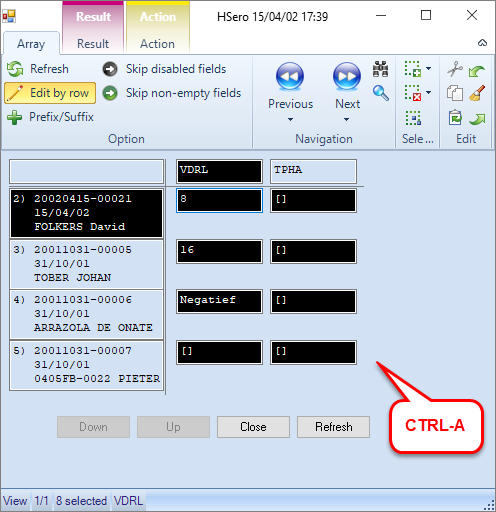 Result Action HSero 15/04/02 17:39
Array Result Action
Refresh Skip disabled fields
Edit by row Skip non-empty fields
Prefix/Suffix
Previous Next
Option Navigation Sele... Edit
VDRL TPHA
2) 20020415-00021 8 []
15/04/02
FOLKERS David
3) 20011031-00005 16 []
31/10/01
TOBER JOHAN
4) 20011031-00006 Negatief []
31/10/01
ARRAZOLA DE ONATE
5) 20011031-00007 [] []
31/10/01
0405FB-0022 PIETER
CTRL-A
Down Up Close Refresh
View 1/1 8 selected VDRL